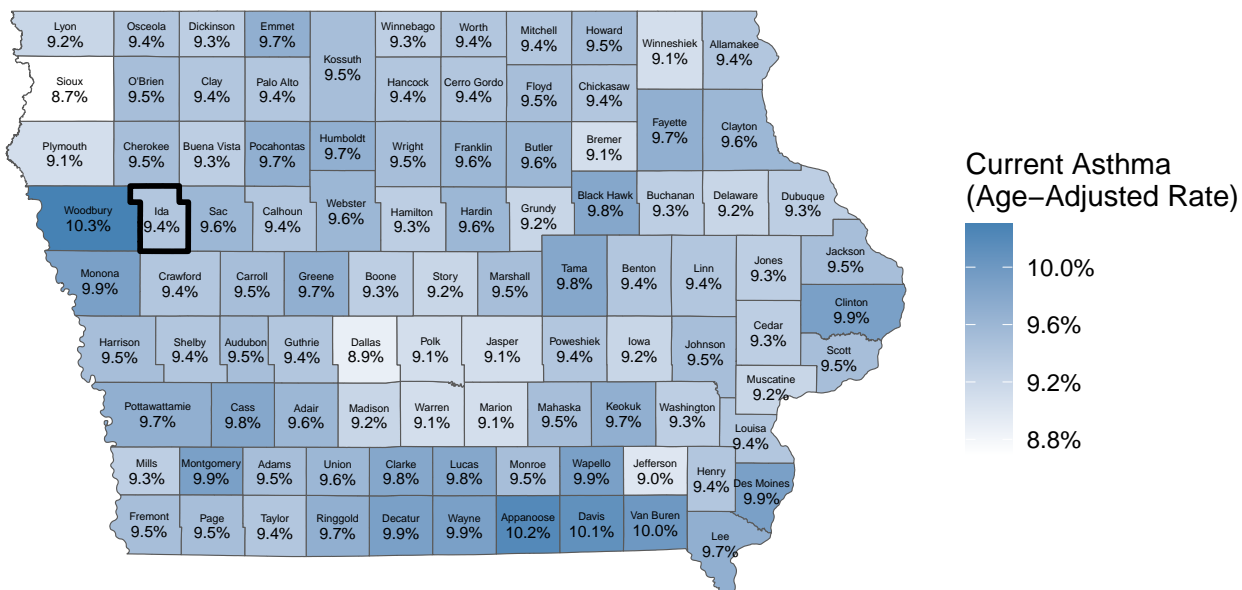 Lyon
9.2%
Osceola
9.4%
Dickinson
9.3%
Emmet
9.7%
Kossuth
9.5%
Winnebago
9.3%
Worth
9.4%
Mitchell
9.4%
Howard
9.5%
Winneshiek
9.1%
Allamakee
9.4%
Sioux
8.7%
O'Brien
9.5%
Clay
9.4%
Palo Alto
9.4%
Hancock
9.4%
Cerro Gordo
9.4%
Floyd
9.5%
Chickasaw
9.4%
Fayette
9.7%
Clayton
9.6%
Plymouth
9.1%
Cherokee
9.5%
Buena Vista
9.3%
Pocahontas
9.7%
Humboldt
9.7%
Wright
9.5%
Franklin
9.6%
Butler
9.6%
Bremer
9.1%
Woodbury
10.3%
Ida
9.4%
Sac
9.6%
Calhoun
9.4%
Webster
9.6%
Hamilton
9.3%
Hardin
9.6%
Grundy
9.2%
Black Hawk
9.8%
Buchanan
9.3%
Delaware
9.2%
Dubuque
9.3%
Monona
9.9%
Crawford
9.4%
Carroll
9.5%
Greene
9.7%
Boone
9.3%
Story
9.2%
Marshall
9.5%
Tama
9.8%
Benton
9.4%
Linn
9.4%
Jones
9.3%
Jackson
9.5%
Clinton
9.9%
Harrison
9.5%
Shelby
9.4%
Audubon
9.5%
Guthrie
9.4%
Dallas
8.9%
Polk
9.1%
Jasper
9.1%
Poweshiek
9.4%
Iowa
9.2%
Johnson
9.5%
Cedar
9.3%
Scott
9.5%
Muscatine
9.2%
Pottawattamie
9.7%
Cass
9.8%
Adair
9.6%
Madison
9.2%
Warren
9.1%
Marion
9.1%
Mahaska
9.5%
Keokuk
9.7%
Washington
9.3%
Louisa
9.4%
Mills
9.3%
Montgomery
9.9%
Adams
9.5%
Union
9.6%
Clarke
9.8%
Lucas
9.8%
Monroe
9.5%
Wapello
9.9%
Jefferson
9.0%
Henry
9.4%
Des Moines
9.9%
Fremont
9.5%
Page
9.5%
Taylor
9.4%
Ringgold
9.7%
Decatur
9.9%
Wayne
9.9%
Appanoose
10.2%
Davis
10.1%
Van Buren
10.0%
Lee
9.7%
Current Asthma
(Age−Adjusted Rate)
10.0%
9.6%
9.2%
8.8%